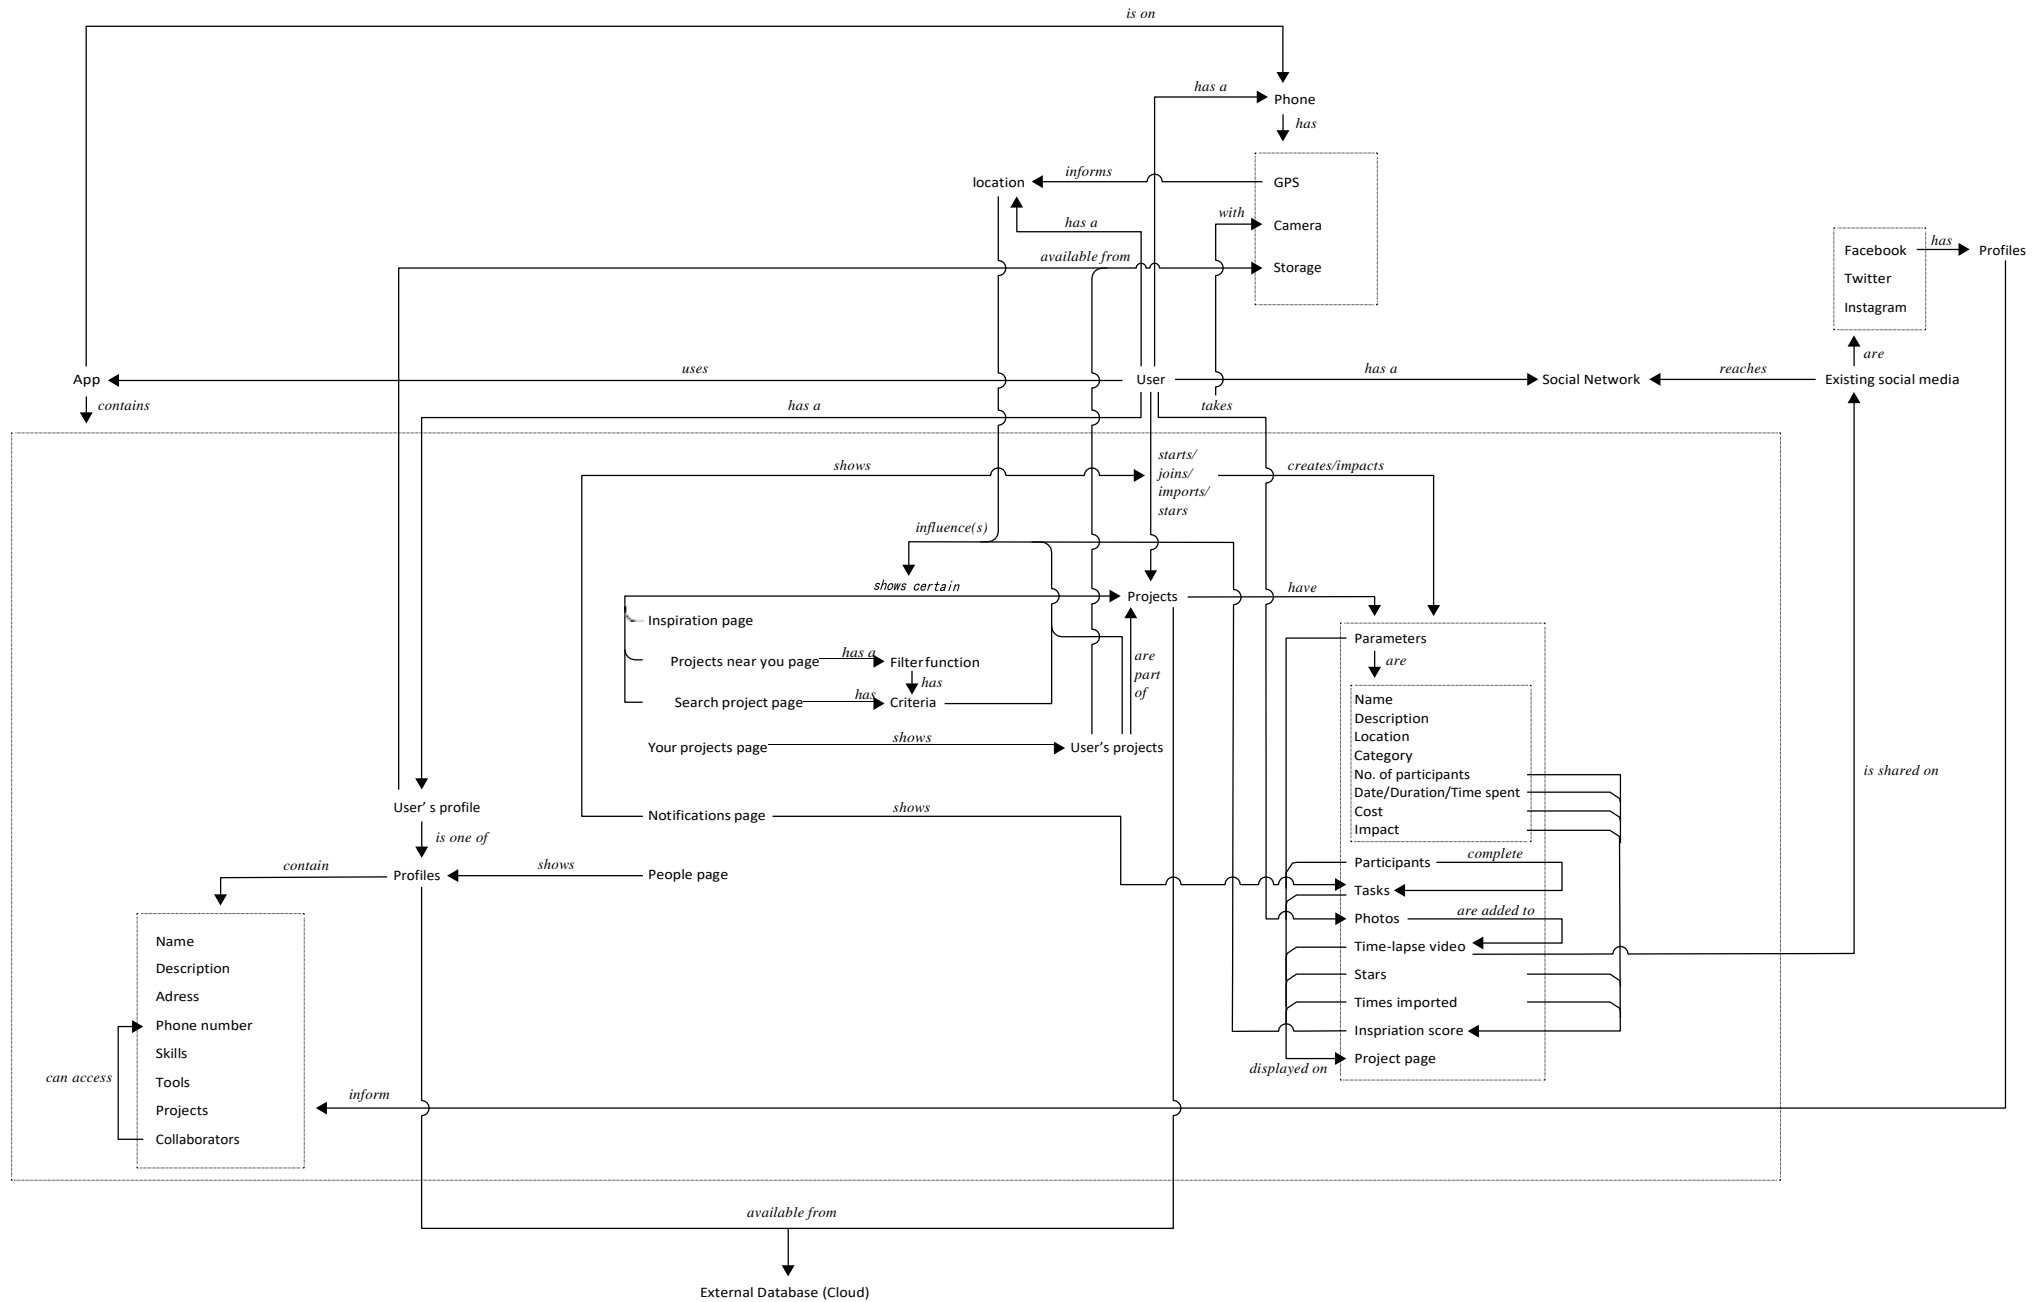 is on
has a
Phone
has
informs
location
GPS
with
has a
Camera
available from
Storage
Facebook
has
Profiles
Twitter
Instagram
are
App
uses
User
has a
Social Network
reaches
Existing social media
contains
has a
takes
shows
starts/
joins/
imports/
stars
creates/impacts
influence(s)
shows certain
Projects
have
Inspiration page
Projects near you page
has a
Filterfunction
has
Search project page
has
Criteria
are
part
of
Your projects page
shows
User's projects
Parameters
are
Name
Description
Location
Category
No. of participants
Date/Duration/Time spent
Cost
Impact
is shared on
User' s profile
is one of
Notifications page
shows
contain
Profiles
shows
People page
Participants
complete
Tasks
Photos
are added to
Time-lapse video
Stars
Times imported
Inspriation score
Project page
displayed on
Name
Description
Adress
Phone number
Skills
Tools
Projects
Collaborators
can access
inform
available from
External Database (Cloud)